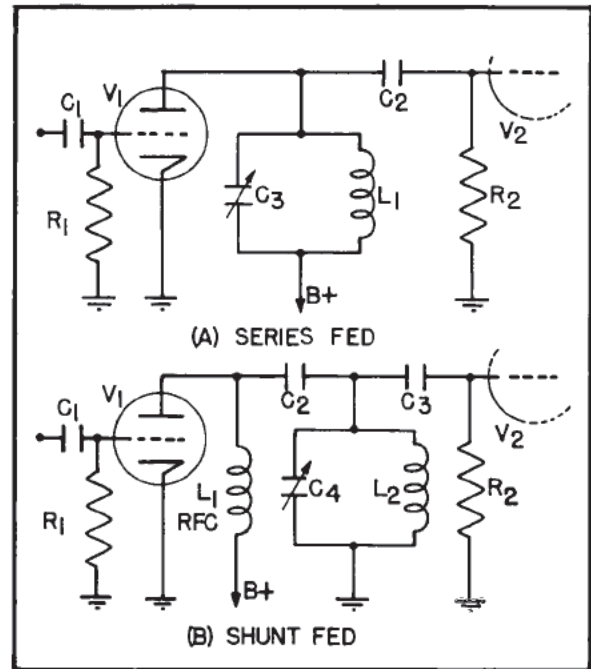 C1
V1
R1
C2
C3
L1
B+
V2
R2
(A) SERIES FED
C1
V1
R1
L1
RFC
B+
C2
C4
L2
C3
V2
R2
(B) SHUNT FED